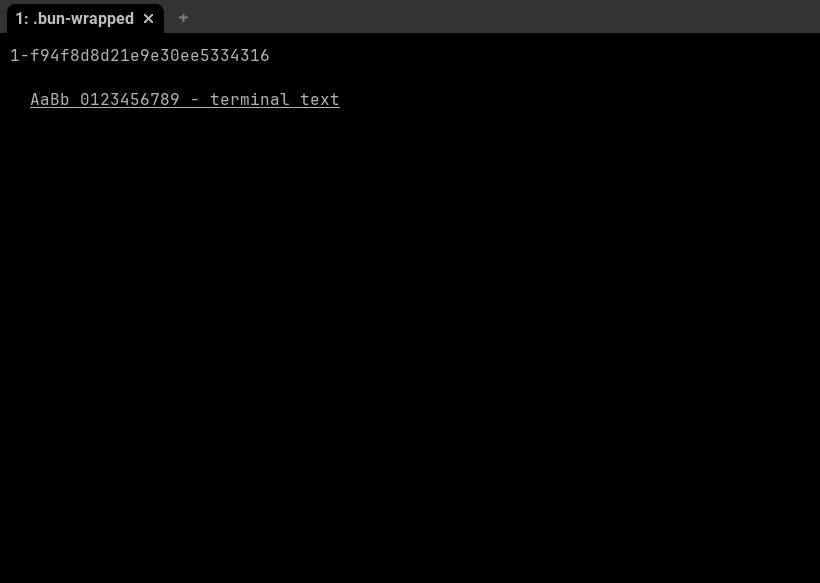 1: .bun-wrapped × +
1-f94f8d8d21e9e30ee5334316
AaBb 0123456789 - terminal text